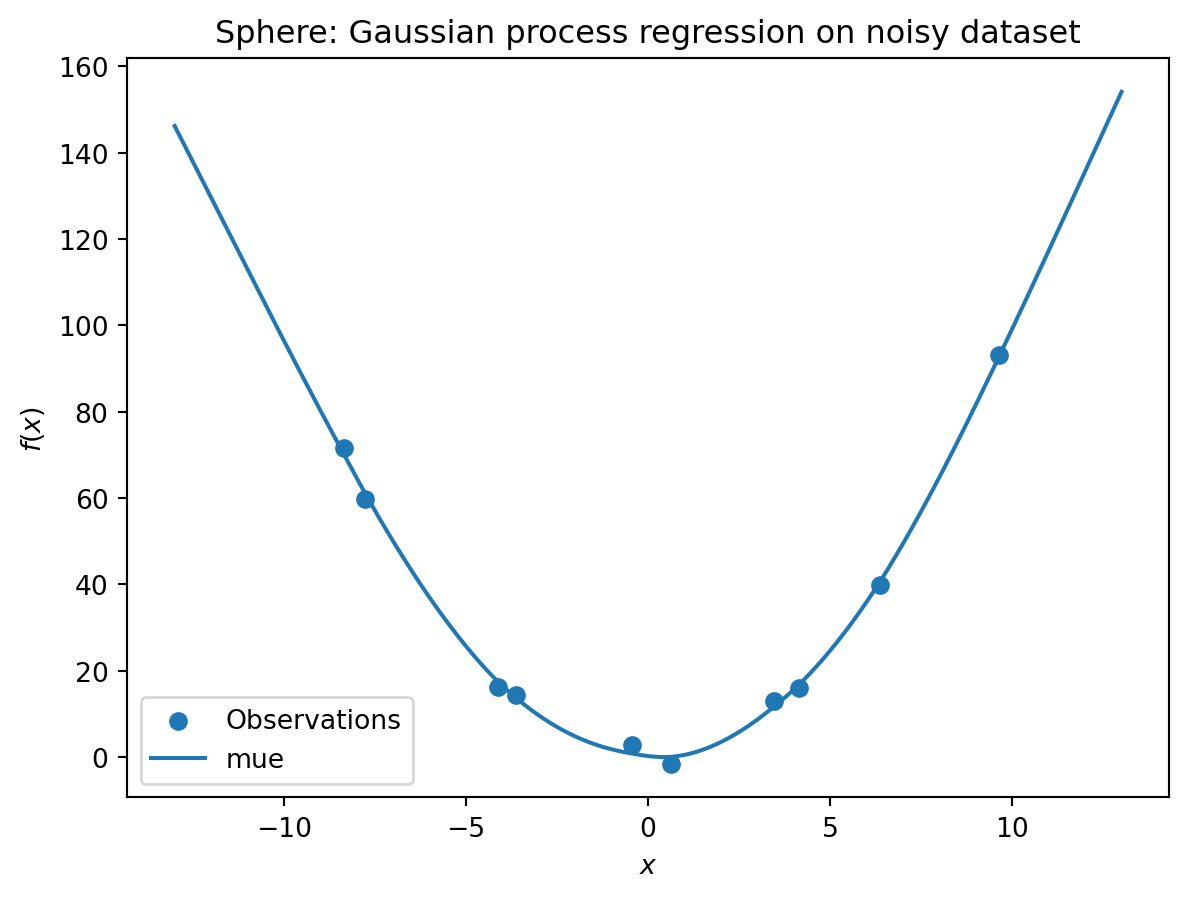 Sphere: Gaussian process regression on noisy dataset
160
140
120
100
80
60
40
20
0
f(x)
Observations
mue
−10
−5
0
5
10
x